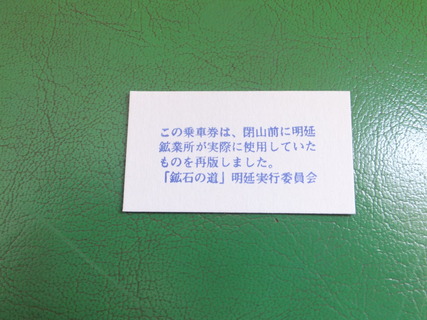 この乗車券は、閉山前に明延
鉱業所が実際に使用していた
ものを再版しました。
「鉱石の道」明延実行委員会